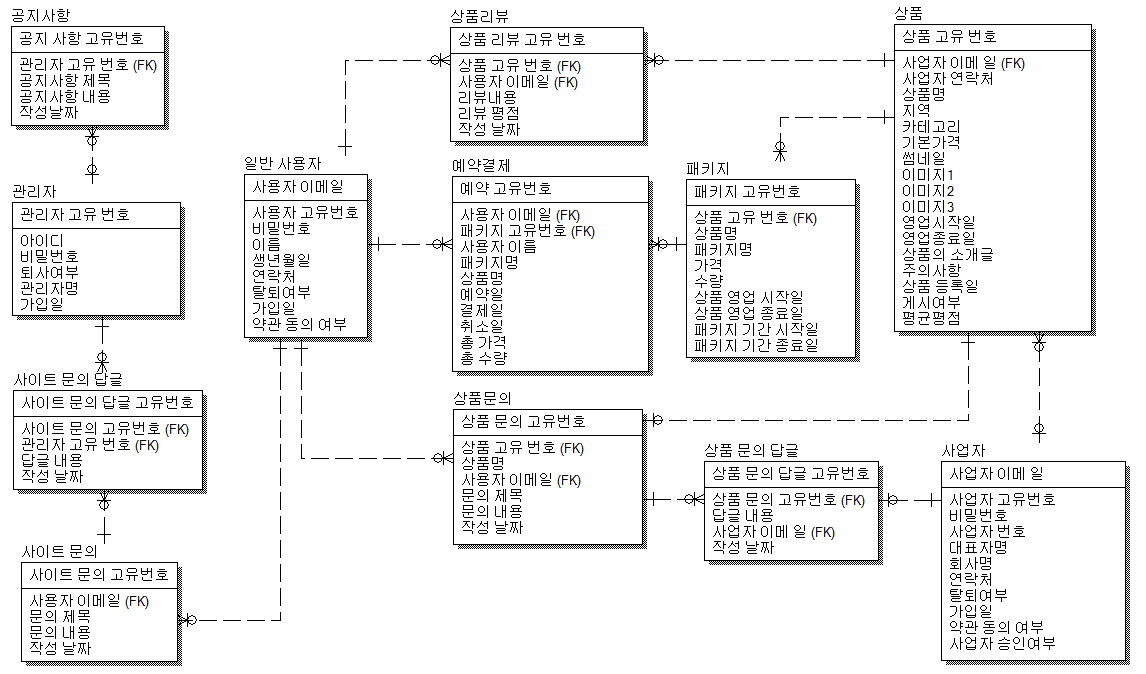 공지사항
공지 사항 고유번호
관리자 고유 번호 (FK)
공지사항 제목
공지사항 내용
작성날짜
관리자
관리자 고유 번호
아이디
비밀번호
퇴사여부
관리자명
가입일
사이트 문의 답글
사이트 문의 답글 고유번호
사이트 문의 고유번호 (FK)
관리자 고유 번호 (FK)
답글 내용
작성 날짜
사이트 문의
사이트 문의 고유번호
사용자 이메일 (FK)
문의 제목
문의 내용
작성 날짜
일반 사용자
사용자 이메일
사용자 고유번호
비밀번호
이름
생년월일
연락처
탈퇴여부
가입일
약관 동의 여부
상품리뷰
상품 리뷰 고유 번호
상품 고유 번호 (FK)
사용자 이메일 (FK)
리뷰내용
리뷰 평점
작성 날짜
예약결제
예약 고유번호
사용자 이메일 (FK)
패키지 고유번호 (FK)
사용자 이름
패키지명
상품명
예약일
결제일
취소일
총 가격
총 수량
상품문의
상품 문의 고유번호
상품 고유 번호 (FK)
상품명
사용자 이메일 (FK)
문의 제목
문의 내용
작성 날짜
패키지
패키지 고유번호
상품 고유 번호 (FK)
상품명
패키지명
가격
수량
상품 영업 시작일
상품 영업 종료일
패키지 기간 시작일
패키지 기간 종료일
상품 문의 답글
상품 문의 답글 고유번호
상품 문의 고유번호 (FK)
답글 내용
사업자 이메 일 (FK)
작성 날짜
상품
상품 고유 번호
사업자 이메 일 (FK)
사업자 연락처
상품명
지역
카테고리
기본가격
썸네일
이미지1
이미지2
이미지3
영업시작일
영업종료일
상품의 소개글
주의사항
상품 등록일
게시여부
평균평점
사업자
사업자 이메 일
사업자 고유번호
비밀번호
사업자 번호
대표자명
회사명
연락처
탈퇴여부
가입일
약관 동의 여부
사업자 승인여부